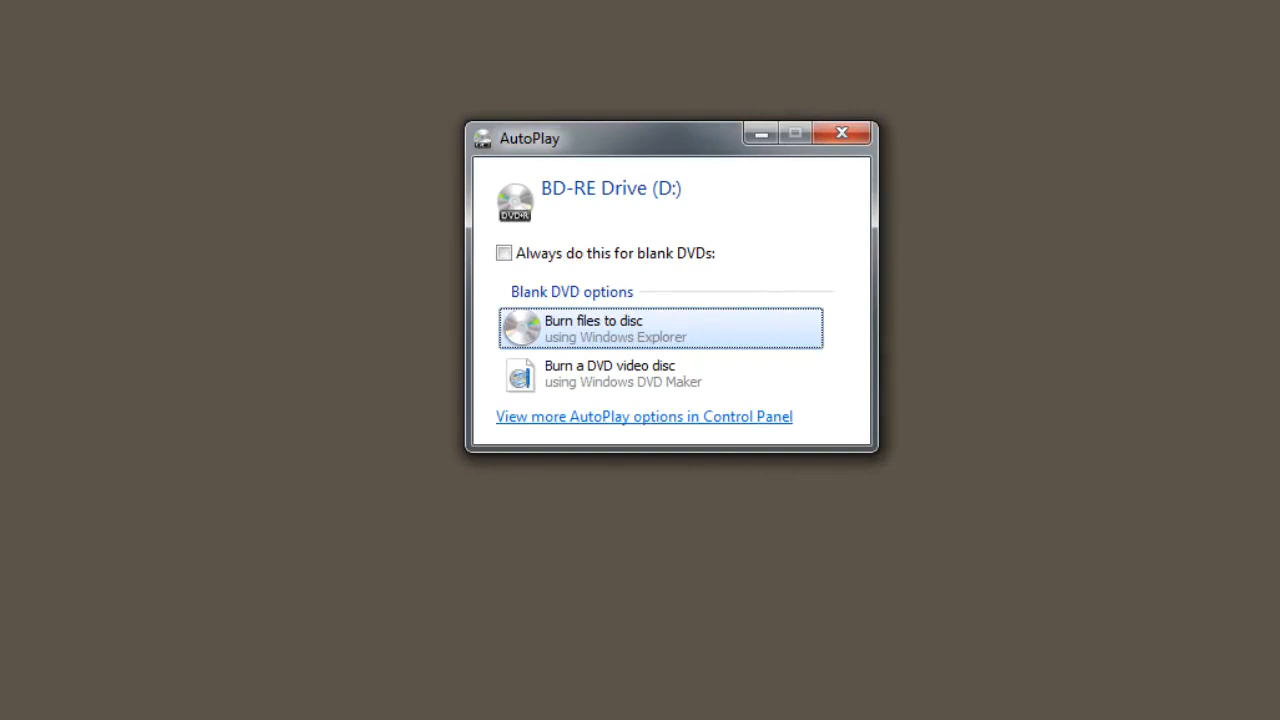 AutoPlay
BD-RE Drive (D:)
DVD+R
Always do this for blank DVDs:
Blank DVD options
Burn files to disc
using Windows Explorer
Burn a DVD video disc
using Windows DVD Maker
View more AutoPlay options in Control Panel